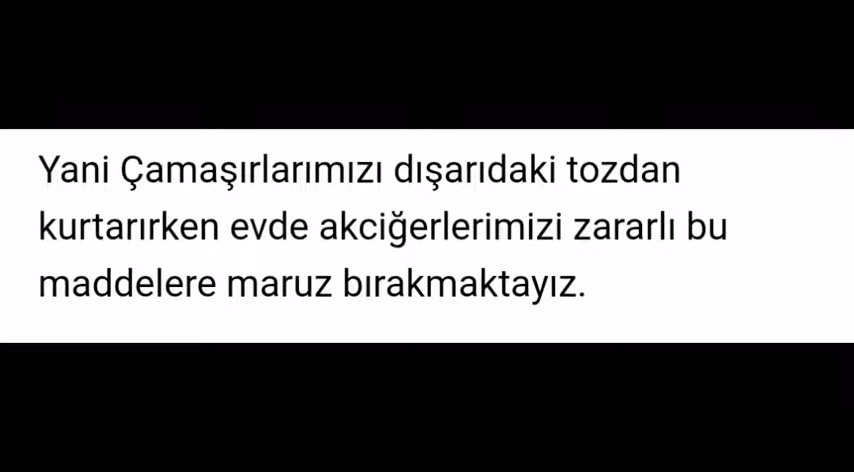 Yani Çamaşırlarımızı dışarıdaki tozdan
kurtarırken evde akciğerlerimizi zararlı bu
maddelere maruz bırakmaktayız.